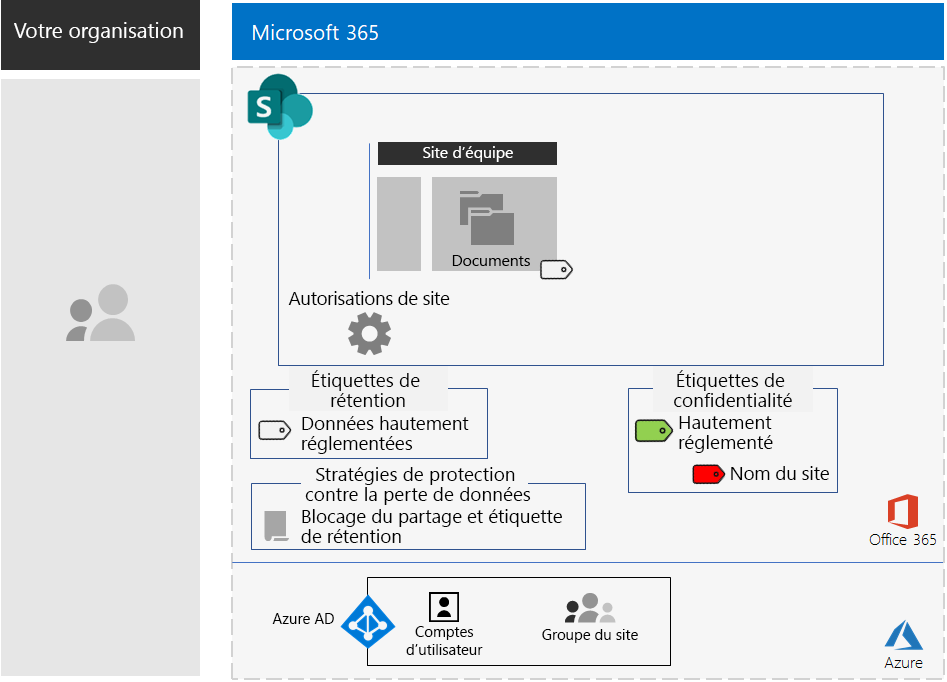 Votre organisation
Microsoft 365
S
Site d'équipe
Documents
Autorisations de site
Étiquettes de
rétention
Données hautement
réglementées
Étiquettes de
confidentialité
Hautement
réglementé
Nom du site
Stratégies de protection
contre la perte de données
Blocage du partage et étiquette
de rétention
Office 365
Azure AD
Comptes
d'utilisateur
Groupe du site
Azure